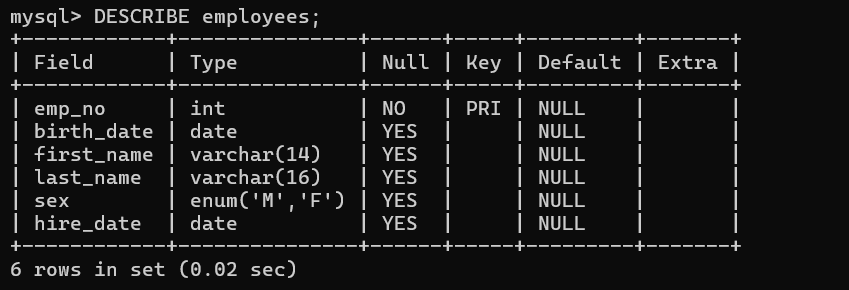 mysql> DESCRIBE employees;
+------------+---------------+------+-----+---------+-------+
| Field      | Type          | Null | Key | Default | Extra |
+------------+---------------+------+-----+---------+-------+
| emp_no     | int           | NO   | PRI | NULL    |       |
| birth_date | date          | YES  |     | NULL    |       |
| first_name | varchar(14)   | YES  |     | NULL    |       |
| last_name  | varchar(16)   | YES  |     | NULL    |       |
| sex        | enum('M','F') | YES  |     | NULL    |       |
| hire_date  | date          | YES  |     | NULL    |       |
+------------+---------------+------+-----+---------+-------+
6 rows in set (0.02 sec)